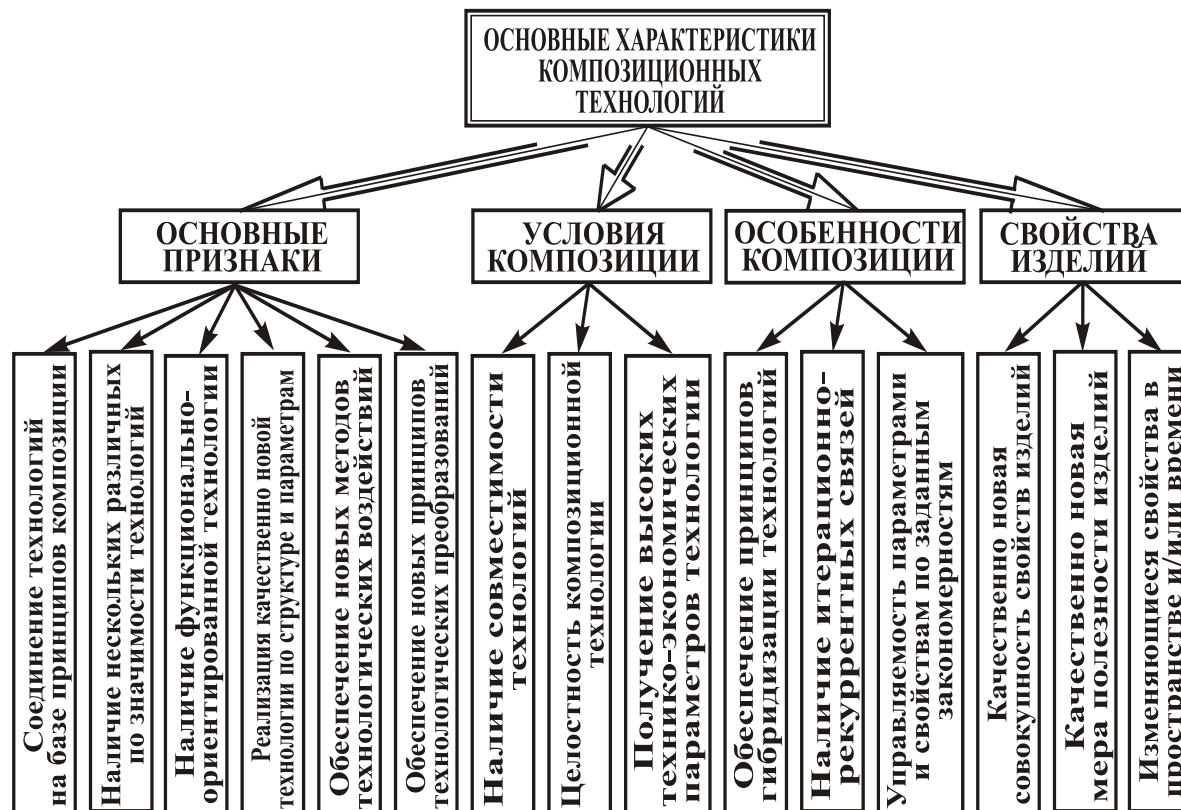 ОСНОВНЫЕ ХАРАКТЕРИСТИКИ
КОМПОЗИЦИОННЫХ
ТЕХНОЛОГИЙ
ОСНОВНЫЕ
ПРИЗНАКИ
УСЛОВИЯ
КОМПОЗИЦИИ
ОСОБЕННОСТИ
КОМПОЗИЦИИ
СВОЙСТВА
ИЗДЕЛИЙ
Соединение технологий
на базе принципов композиции
Наличие нескольких различных
по значимости технологий
Наличие функционально-
ориентированной технологии
Реализация качественно новой
технологии по структуре и параметрам
Обеспечение новых методов
технологических воздействий
Обеспечение новых принципов
технологических преобразований
Наличие совместимости
технологий
Целостность композиционной
технологии
Получение высоких
технико-экономических
параметров технологии
Обеспечение принципов
гибридизации технологий
Наличие итерационно-
рекуррентных связей
Управляемость параметрами
и свойствам по заданным
закономерностям
Качественно новая
совокупность свойств изделий
Качественно новая
мера полезности изделий
Изменяющиеся свойства в
пространстве и/или времени